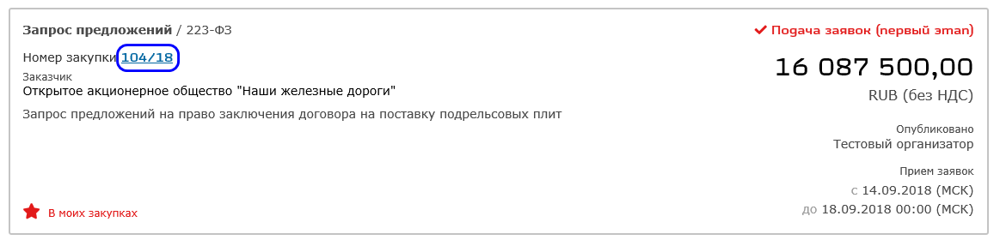 Запрос предложений / 223-ФЗ
Номер закупки 104/18
Заказчик
Открытое акционерное общество "Наши железные дороги"
Запрос предложений на право заключения договора на поставку подрельсовых плит
В моих закупках
Подача заявок (первый этап)
16 087 500,00
RUB (без НДС)
Опубликовано
Тестовый организатор
Прием заявок
с 14.09.2018 (МСК)
до 18.09.2018 00:00 (МСК)